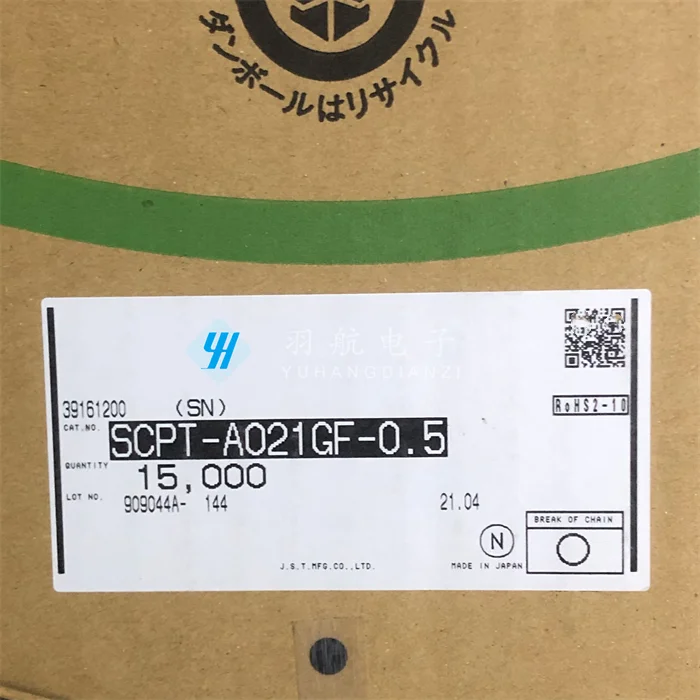 ダンボールはリサイクル
YH 羽航电子
YUHANGDIANZI
39161200 (SN)
RoHS2-10
CAT.NO. SCPT-A021GF-0.5
QUANTITY 15,000
LOT NO. 909044A- 144 21.04
BREAK OF CHAIN
N
J.S.T.MFG.CO.,LTD. MADE IN JAPAN